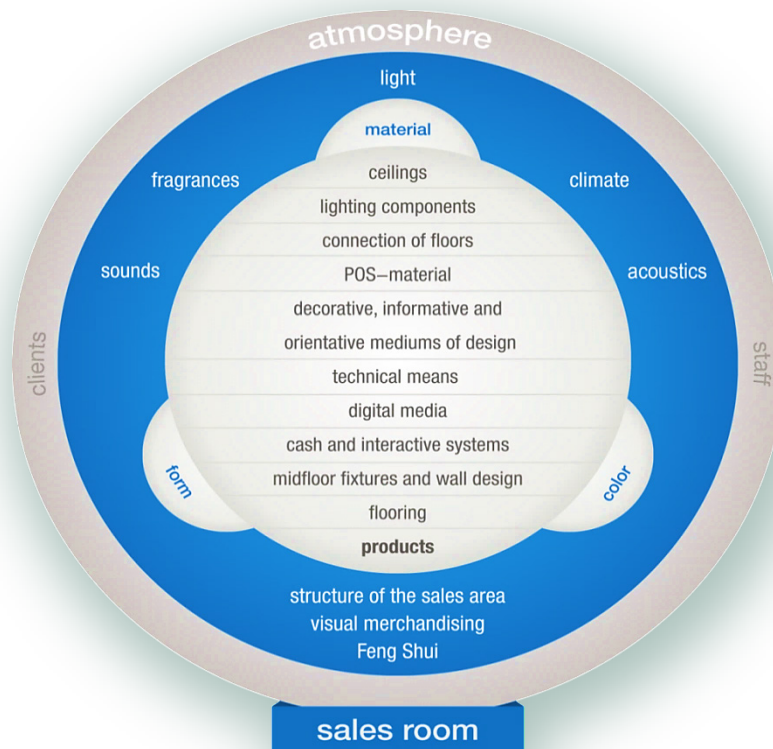 atmosphere
light
material
fragrances
climate
ceilings
lighting components
connection of floors
sounds
acoustics
POS–material
decorative, informative and
orientative mediums of design
clients
staff
technical means
digital media
cash and interactive systems
form
color
midfloor fixtures and wall design
flooring
products
structure of the sales area
visual merchandising
Feng Shui
sales room